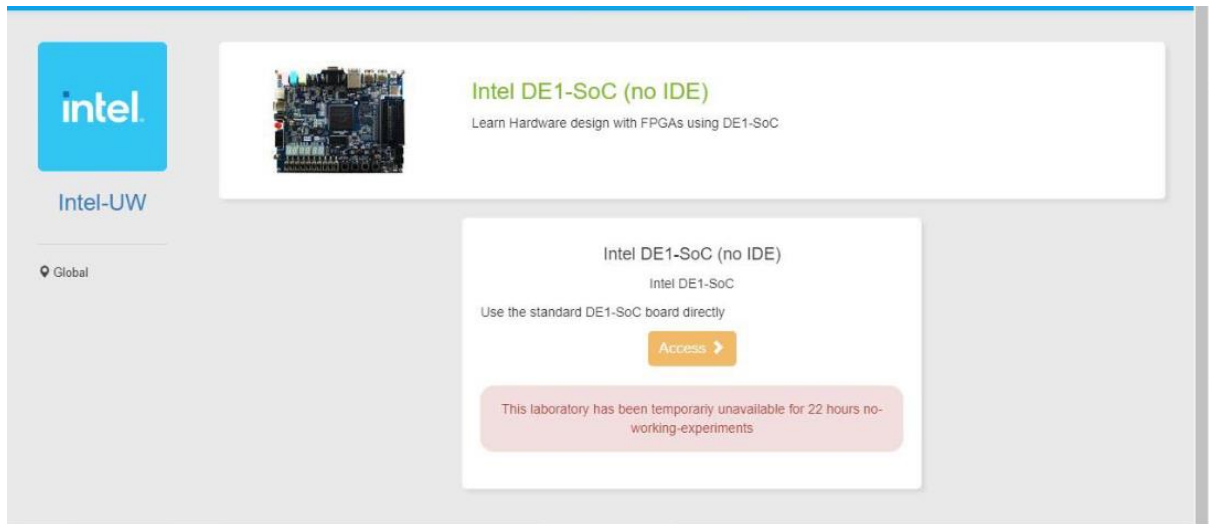 intel.
Intel-UW
Global
Intel DE1-SoC (no IDE)
Learn Hardware design with FPGAs using DE1-SoC
Intel DE1-SoC (no IDE)
Intel DE1-SoC
Use the standard DE1-SoC board directly
Access
This laboratory has been temporariy unavailable for 22 hours no-
working-experiments